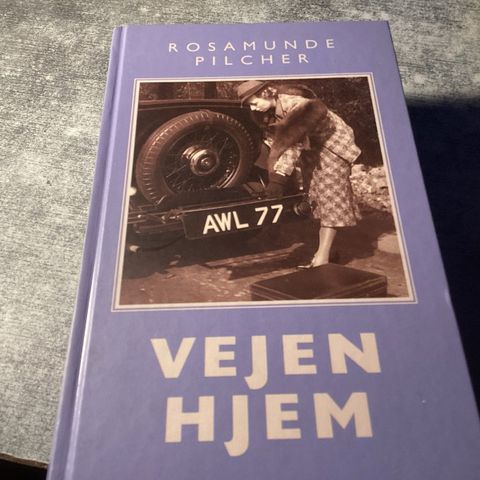 ROSAMUNDE
PILCHER
AWL 77
VEJEN
HJEM